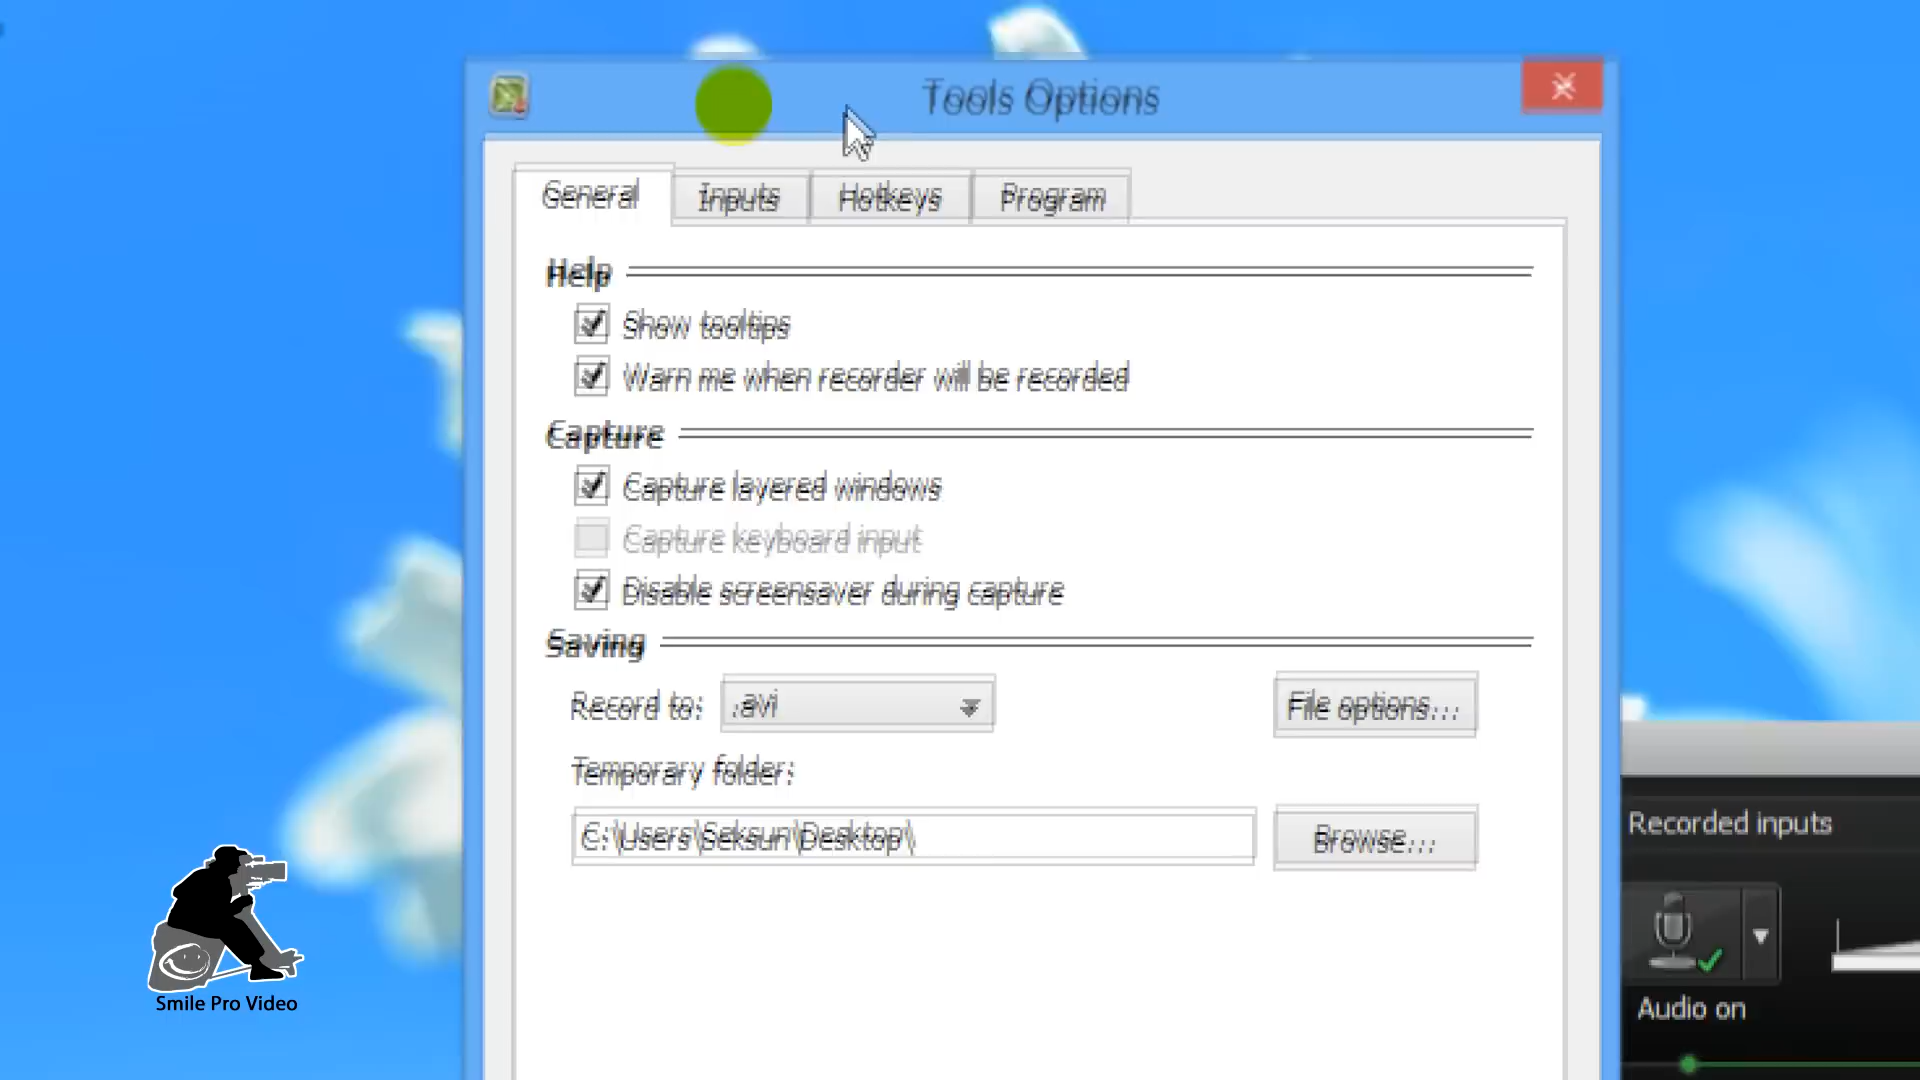 Tools Options
General Inputs Hotkeys Program
Help
Show tooltips
Warn me when recorder will be recorded
Capture
Capture layered windows
Capture keyboard input
Disable screensaver during capture
Saving
Record to: .avi File options...
Temporary folder:
C:\Users\Seksun\Desktop\ Browse...
Recorded inputs
Audio on
Smile Pro Video